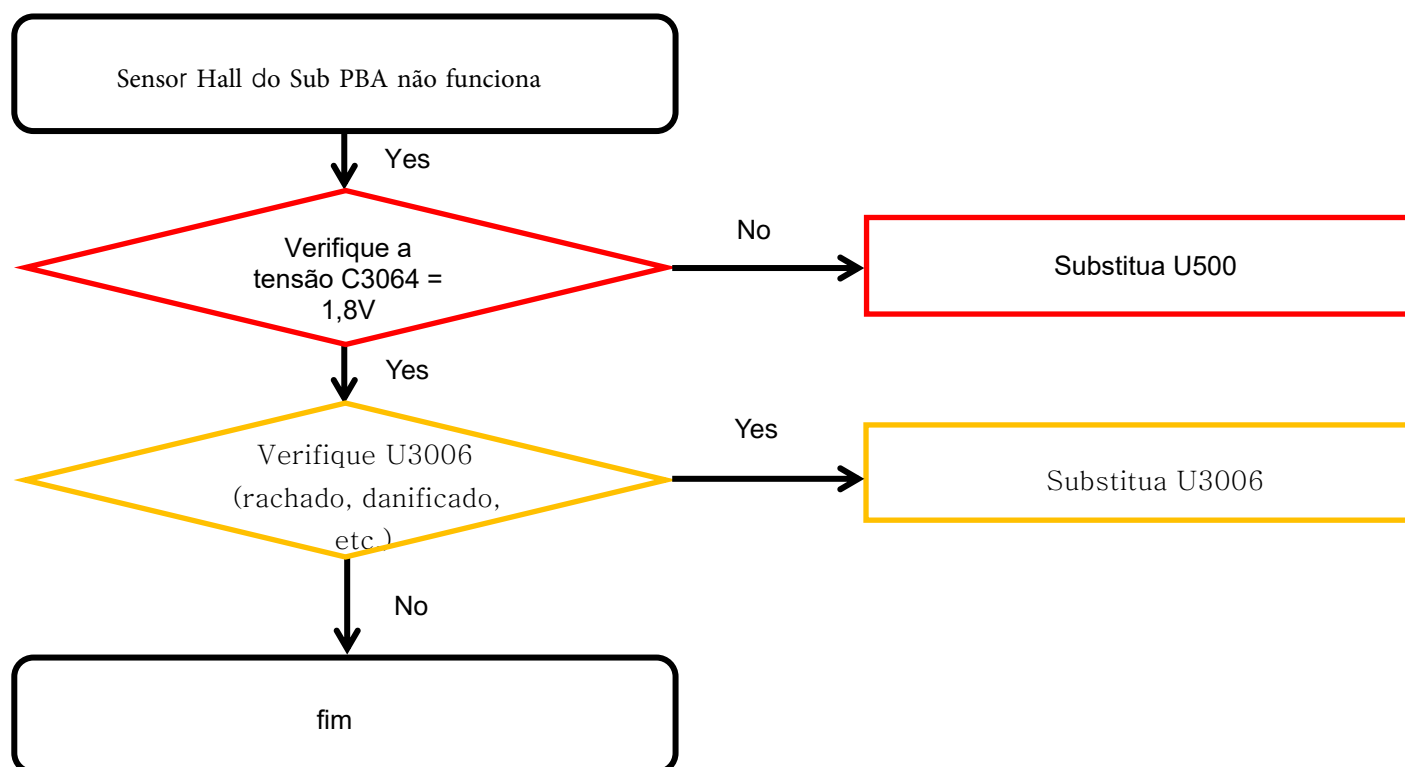 Sensor Hall do Sub PBA não funciona
Yes
Verifique a
tensão C3064 =
1,8V
No
Substitua U500
Yes
Verifique U3006
(rachado, danificado,
etc.)
Yes
Substitua U3006
No
fim